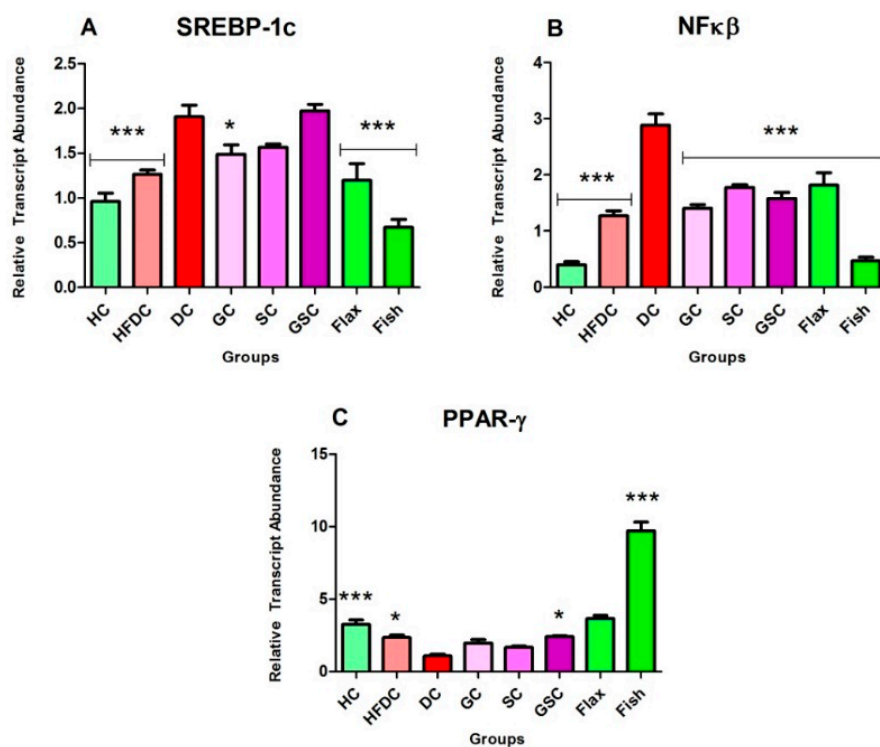 A SREBP-1c
Relative Transcript Abundance
2.5
2.0
1.5
1.0
0.5
0.0
***
*
***
HC HFDC DC GC SC GSC Flax Fish
Groups
B NFκβ
Relative Transcript Abundance
4
3
2
1
0
***
***
HC HFDC DC GC SC GSC Flax Fish
Groups
C PPAR-γ
Relative Transcript Abundance
15
10
5
0
***
*
*
***
HC HFDC DC GC SC GSC Flax Fish
Groups